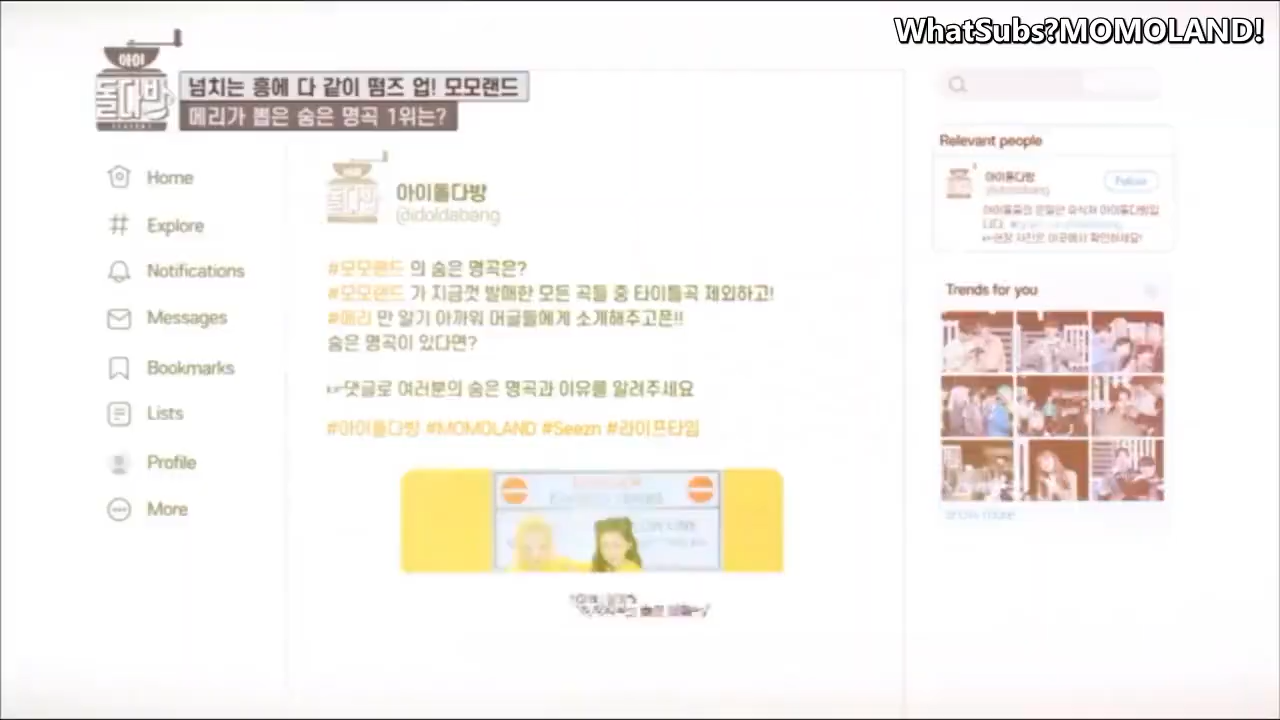 WhatSubs?MOMOLAND!
아이
돌다방
넘치는 흥에 다 같이 떰즈 업! 모모랜드
메리가 뽑은 숨은 명곡 1위는?
Home
Explore
Notifications
Messages
Bookmarks
Lists
Profile
More
아이돌다방
@idoldabang
#모모랜드 의 숨은 명곡은?
#모모랜드 가 지금껏 발매한 모든 곡들 중 타이틀곡 제외하고!
#메리 만 알기 아까워 머글들에게 소개해주고픈!!
숨은 명곡이 있다면?
댓글로 여러분의 숨은 명곡과 이유를 알려주세요
#아이돌다방 #MOMOLAND #Seezn #라이프타임
Relevant people
아이돌다방
@idoldabang
Follow
Trends for you